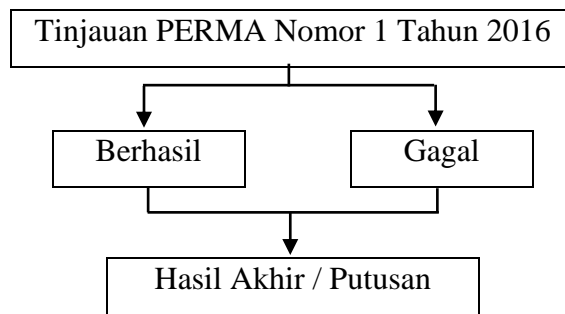 Tinjauan PERMA Nomor 1 Tahun 2016
Berhasil
Gagal
Hasil Akhir / Putusan